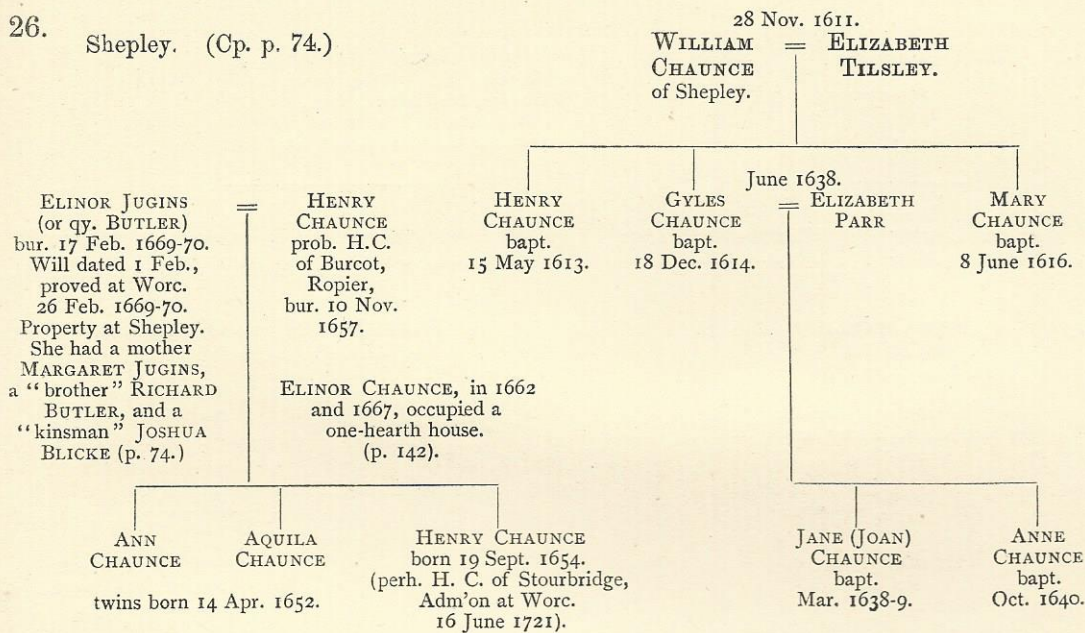 26.
Shepley. (Cp. p. 74.)
28 Nov. 1611.
WILLIAM
CHAUNCE
of Shepley.
=
ELIZABETH
TILSLEY.
ELINOR JUGINS
(or qy. BUTLER)
bur. 17 Feb. 1669-70.
Will dated 1 Feb.,
proved at Worc.
26 Feb. 1669-70.
Property at Shepley.
She had a mother
MARGARET JUGINS,
a "brother" RICHARD
BUTLER, and a
"kinsman" JOSHUA
BLICKE (p. 74.)
=
HENRY
CHAUNCE
prob. H.C.
of Burcot,
Ropier,
bur. 10 Nov.
1657.
HENRY
CHAUNCE
bapt.
15 May 1613.
GYLES
CHAUNCE
bapt.
18 Dec. 1614.
June 1638.
=
ELIZABETH
PARR
MARY
CHAUNCE
bapt.
8 June 1616.
ELINOR CHAUNCE, in 1662
and 1667, occupied a
one-hearth house.
(p. 142).
ANN
CHAUNCE
AQUILA
CHAUNCE
twins born 14 Apr. 1652.
HENRY CHAUNCE
born 19 Sept. 1654.
(perh. H. C. of Stourbridge,
Adm'on at Worc.
16 June 1721).
JANE (JOAN)
CHAUNCE
bapt.
Mar. 1638-9.
ANNE
CHAUNCE
bapt.
Oct. 1640.